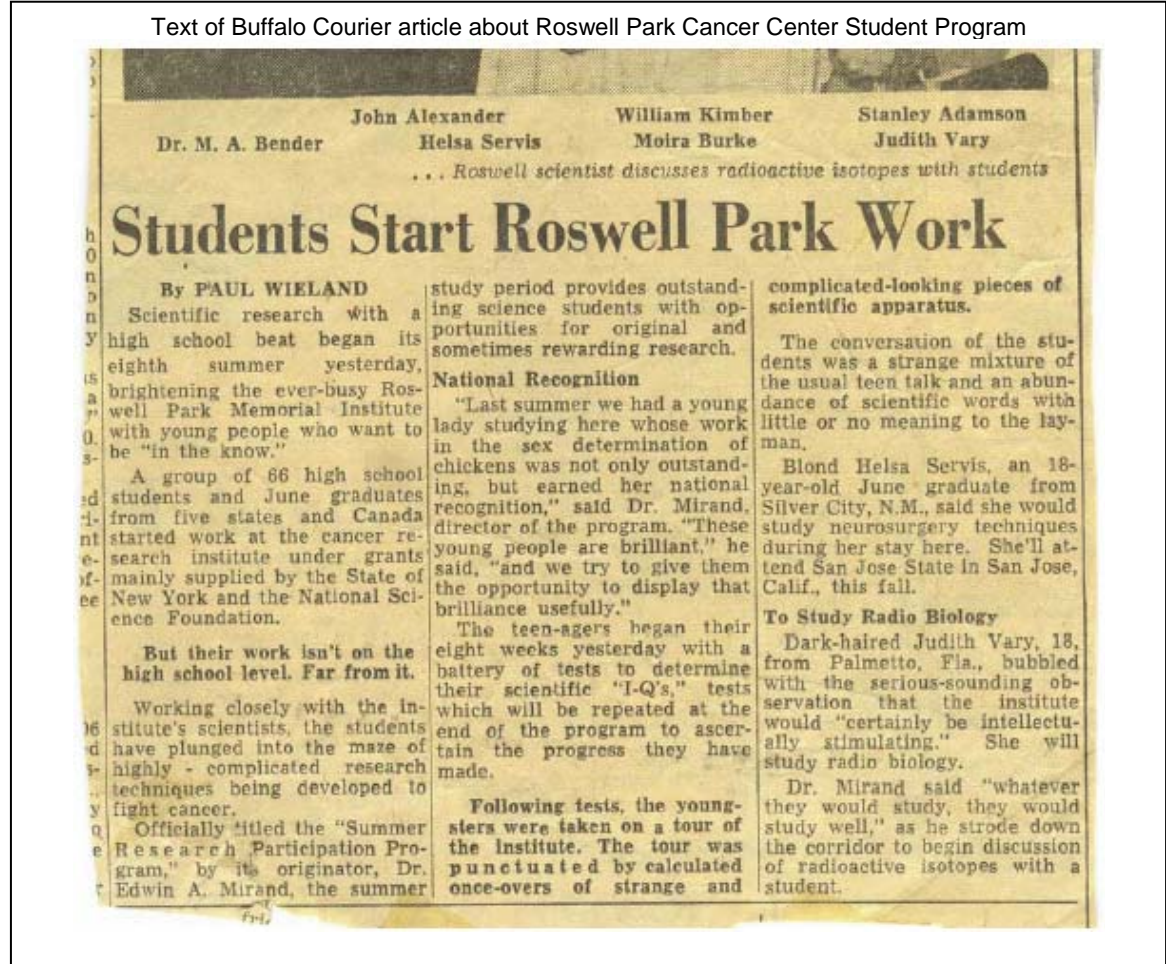 Text of Buffalo Courier article about Roswell Park Cancer Center Student Program
John Alexander William Kimber Stanley Adamson
Dr. M. A. Bender Helsa Servis Moira Burke Judith Vary
... Roswell scientist discusses radioactive isotopes with students
Students Start Roswell Park Work
By PAUL WIELAND
Scientific research with a
high school beat began its
eighth summer yesterday,
brightening the ever-busy Ros-
well Park Memorial Institute
with young people who want to
be "in the know."
A group of 66 high school
students and June graduates
from five states and Canada
started work at the cancer re-
search institute under grants
mainly supplied by the State of
New York and the National Sci-
ence Foundation.
But their work isn't on the
high school level. Far from it.
Working closely with the in-
stitute's scientists, the students
have plunged into the maze of
highly - complicated research
techniques being developed to
fight cancer.
Officially titled the "Summer
Research Participation Pro-
gram," by its originator, Dr.
Edwin A. Mirand, the summer
study period provides outstand-
ing science students with op-
portunities for original and
sometimes rewarding research.
National Recognition
"Last summer we had a young
lady studying here whose work
in the sex determination of
chickens was not only outstand-
ing, but earned her national
recognition," said Dr. Mirand,
director of the program. "These
young people are brilliant," he
said, "and we try to give them
the opportunity to display that
brilliance usefully."
The teen-agers began their
eight weeks yesterday with a
battery of tests to determine
their scientific "I-Q's," tests
which will be repeated at the
end of the program to ascer-
tain the progress they have
made.
Following tests, the young-
sters were taken on a tour of
the institute. The tour was
punctuated by calculated
once-overs of strange and
complicated-looking pieces of
scientific apparatus.
The conversation of the stu-
dents was a strange mixture of
the usual teen talk and an abun-
dance of scientific words with
little or no meaning to the lay-
man.
Blond Helsa Servis, an 18-
year-old June graduate from
Silver City, N.M., said she would
study neurosurgery techniques
during her stay here. She'll at-
tend San Jose State in San Jose,
Calif., this fall.
To Study Radio Biology
Dark-haired Judith Vary, 18,
from Palmetto, Fla., bubbled
with the serious-sounding ob-
servation that the institute
would "certainly be intellectu-
ally stimulating." She will
study radio biology.
Dr. Mirand said "whatever
they would study, they would
study well," as he strode down
the corridor to begin discussion
of radioactive isotopes with a
student.